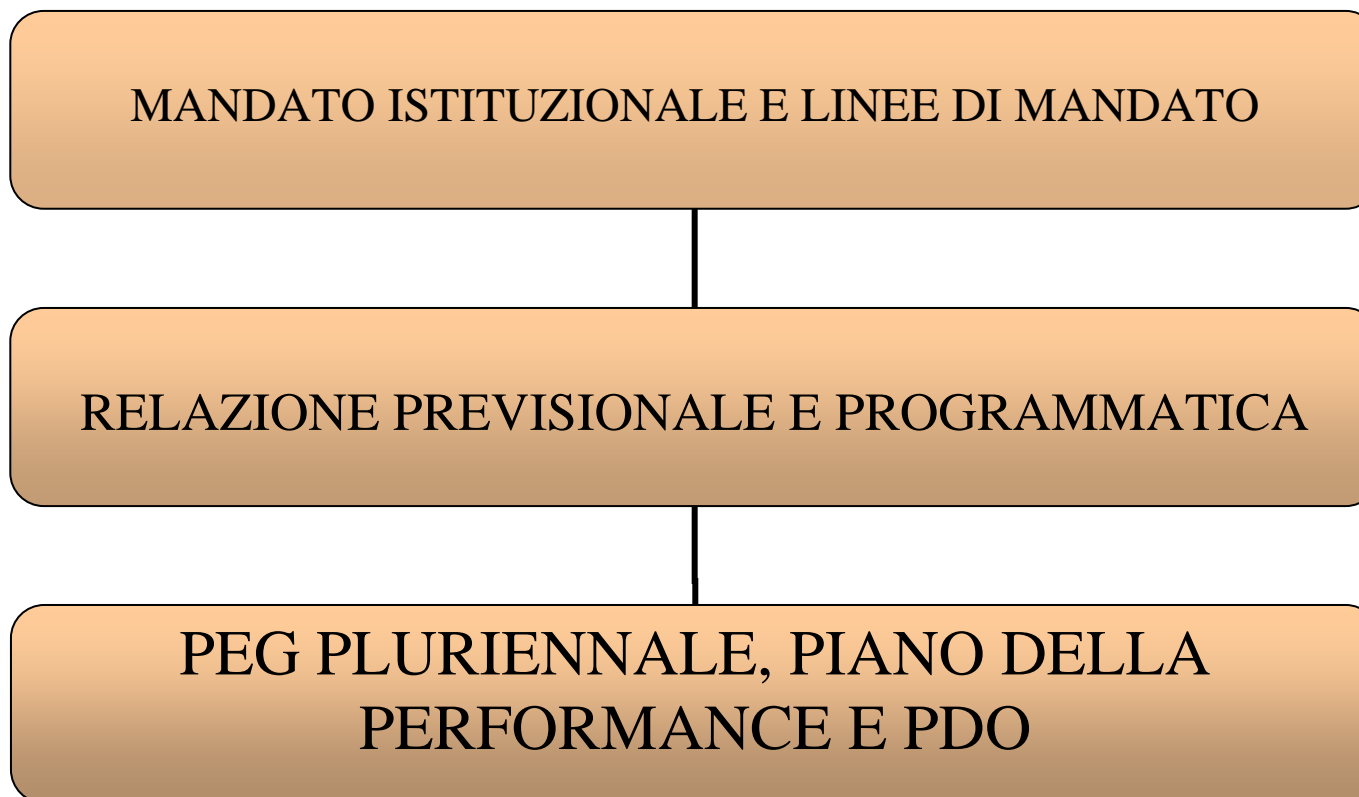 MANDATO ISTITUZIONALE E LINEE DI MANDATO
RELAZIONE PREVISIONALE E PROGRAMMATICA
PEG PLURIENNALE, PIANO DELLA
PERFORMANCE E PDO